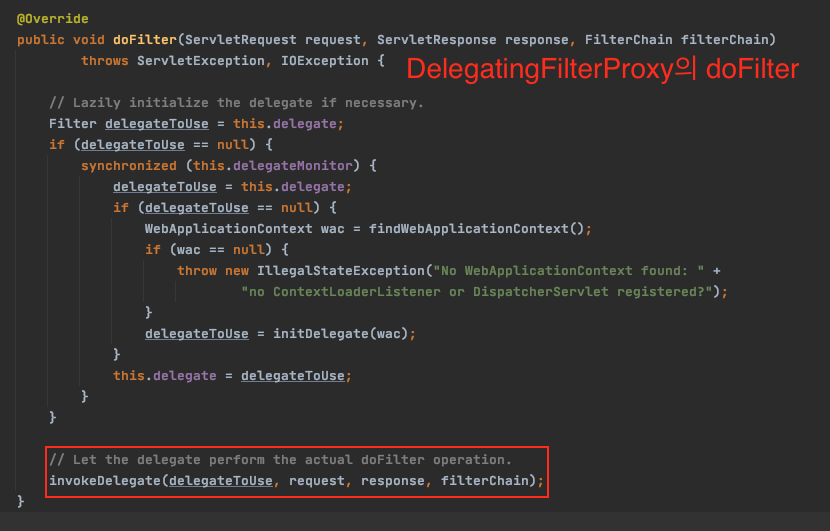 @Override
public void doFilter(ServletRequest request, ServletResponse response, FilterChain filterChain)
        throws ServletException, IOException {
DelegatingFilterProxy의 doFilter
    // Lazily initialize the delegate if necessary.
    Filter delegateToUse = this.delegate;
    if (delegateToUse == null) {
        synchronized (this.delegateMonitor) {
            delegateToUse = this.delegate;
            if (delegateToUse == null) {
                WebApplicationContext wac = findWebApplicationContext();
                if (wac == null) {
                    throw new IllegalStateException("No WebApplicationContext found: " +
                            "no ContextLoaderListener or DispatcherServlet registered?");
                }
                delegateToUse = initDelegate(wac);
            }
            this.delegate = delegateToUse;
        }
    }
    // Let the delegate perform the actual doFilter operation.
    invokeDelegate(delegateToUse, request, response, filterChain);
}